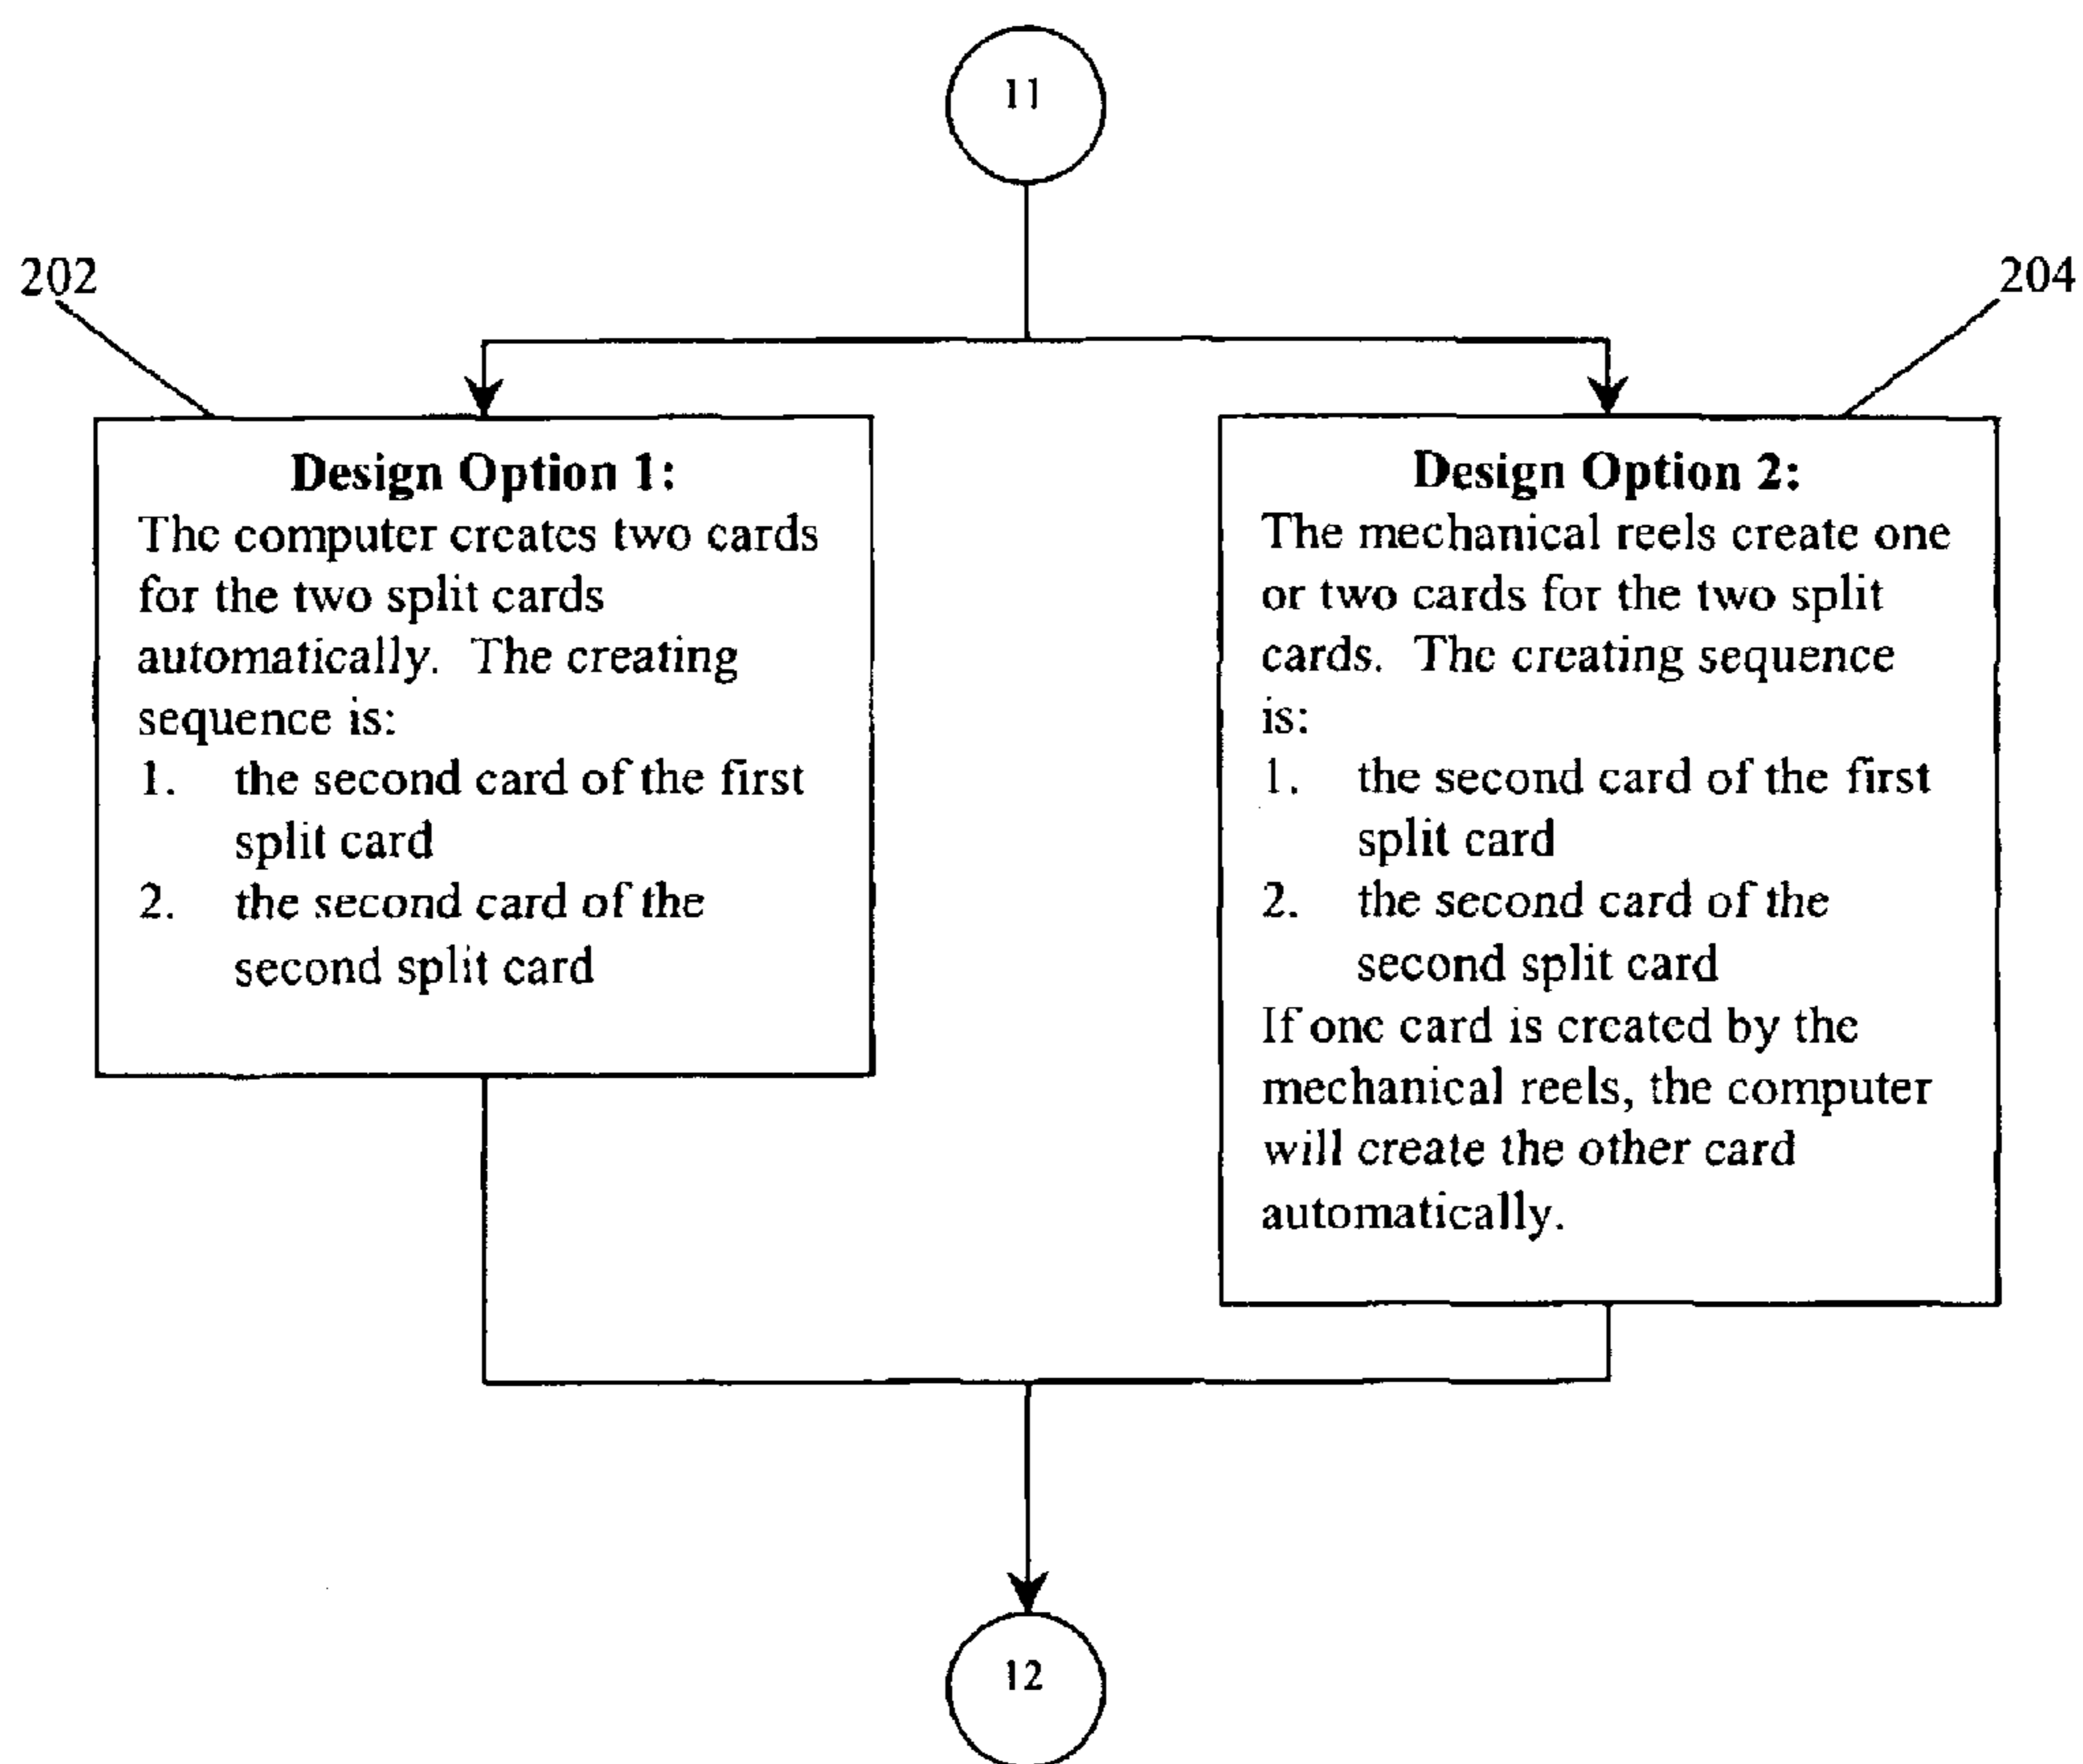 11
202
204
Design Option 1:
The computer creates two cards
for the two split cards
automatically. The creating
sequence is:
1. the second card of the first
split card
2. the second card of the
second split card
Design Option 2:
The mechanical reels create one
or two cards for the two split
cards. The creating sequence
is:
1. the second card of the first
split card
2. the second card of the
second split card
If one card is created by the
mechanical reels, the computer
will create the other card
automatically.
12